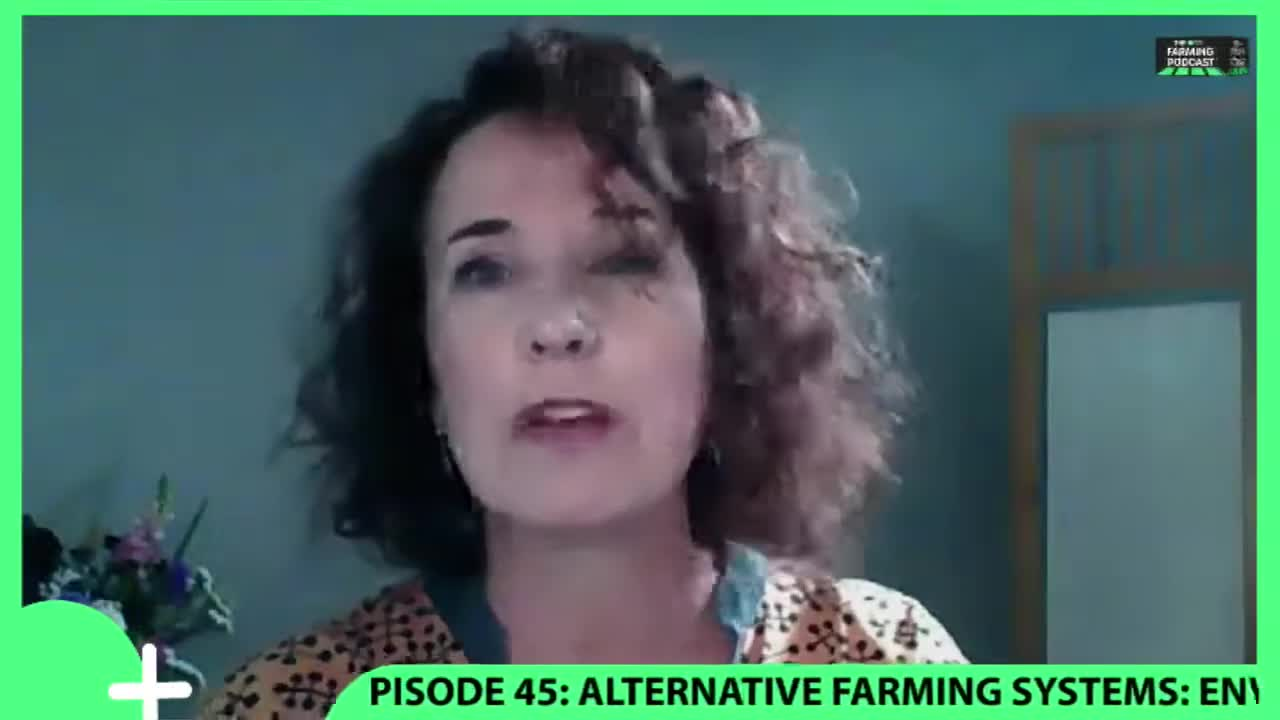 FARMING
PODCAST
PISODE 45: ALTERNATIVE FARMING SYSTEMS: EN